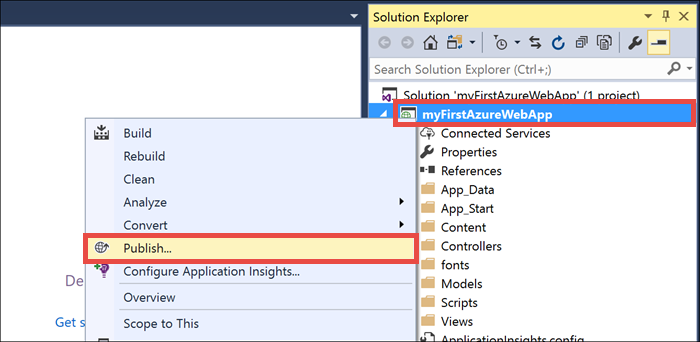 Solution Explorer
Search Solution Explorer (Ctrl+;)
Solution 'myFirstAzureWebApp' (1 project)
myFirstAzureWebApp
Connected Services
Properties
References
App_Data
App_Start
Content
Controllers
fonts
Models
Scripts
Views
ApplicationInsights.config
Build
Rebuild
Clean
Analyze
Convert
Publish...
Configure Application Insights...
Overview
Scope to This
De
Get s